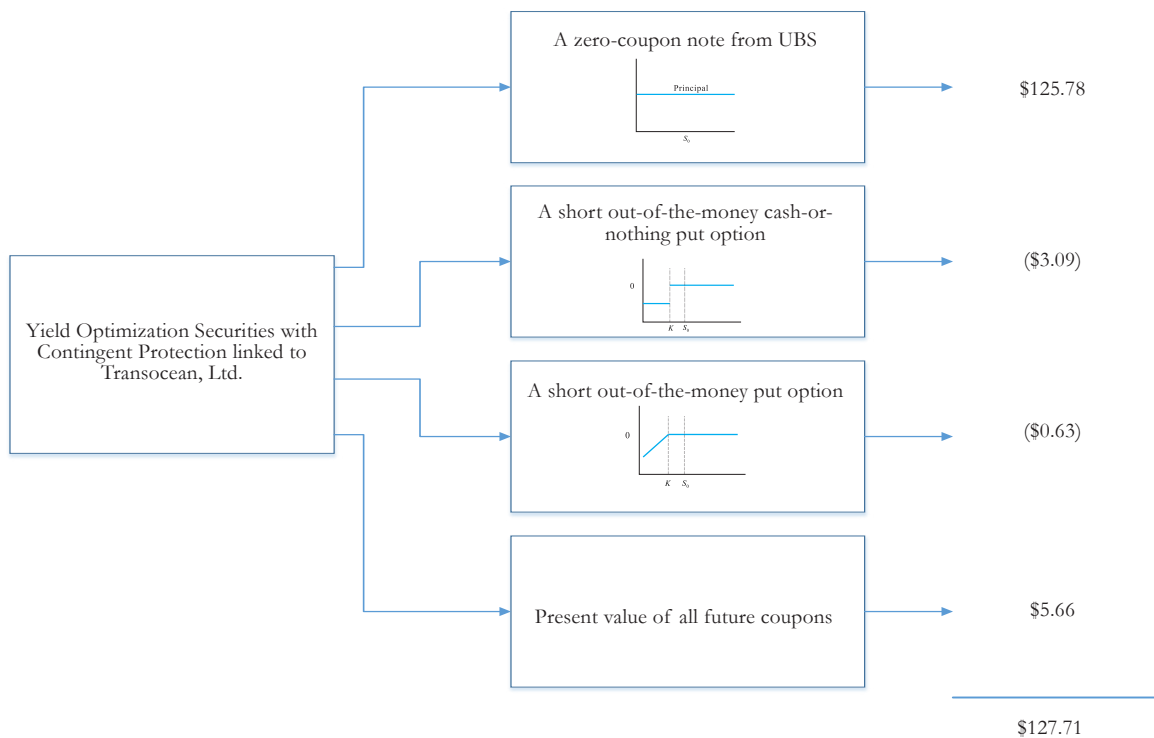 A zero-coupon note from UBS
Principal
S₀
$125.78
A short out-of-the-money cash-or-
nothing put option
0
K S₀
($3.09)
Yield Optimization Securities with
Contingent Protection linked to
Transocean, Ltd.
A short out-of-the-money put option
0
K S₀
($0.63)
Present value of all future coupons
$5.66
$127.71